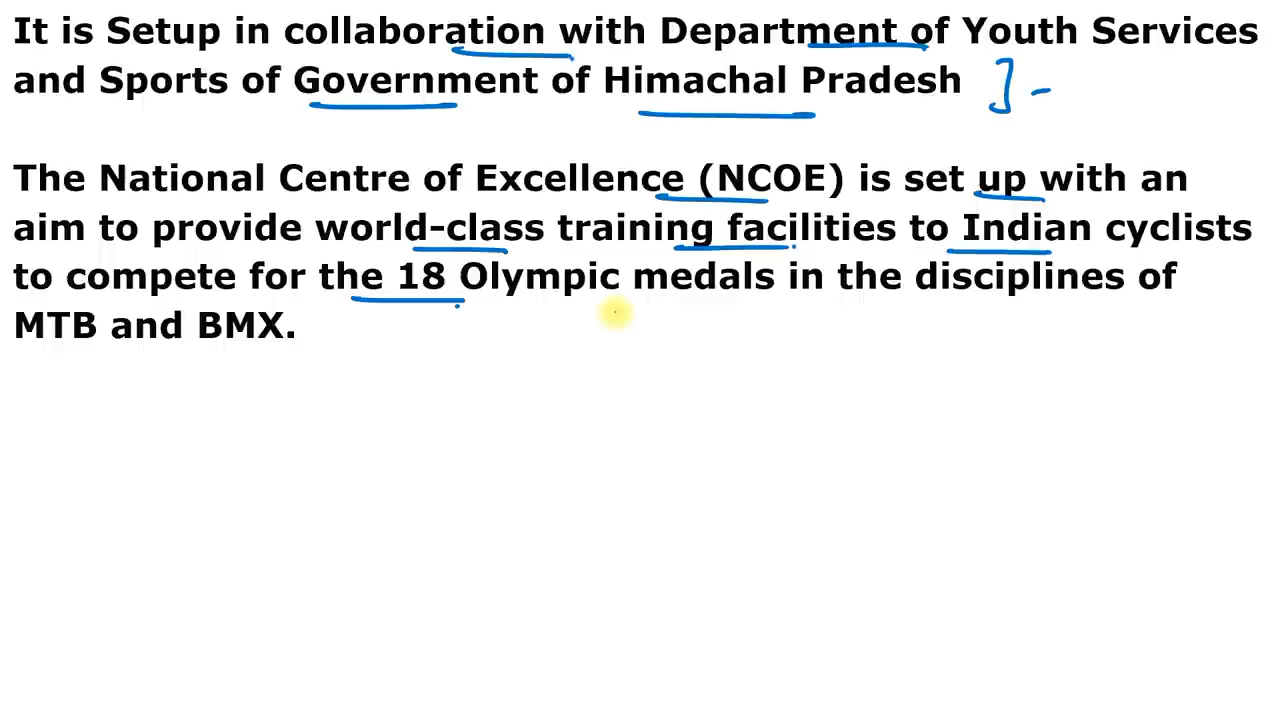 It is Setup in collaboration with Department of Youth Services
and Sports of Government of Himachal Pradesh
The National Centre of Excellence (NCOE) is set up with an
aim to provide world-class training facilities to Indian cyclists
to compete for the 18 Olympic medals in the disciplines of
MTB and BMX.